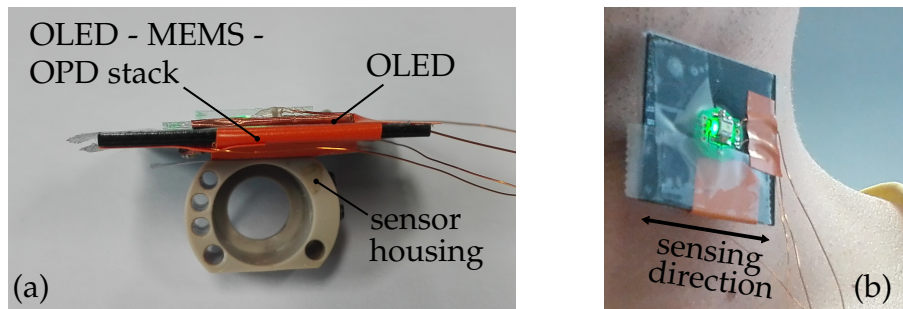 OLED - MEMS -
OPD stack
OLED
sensor
housing
(a)
sensing
direction
(b)